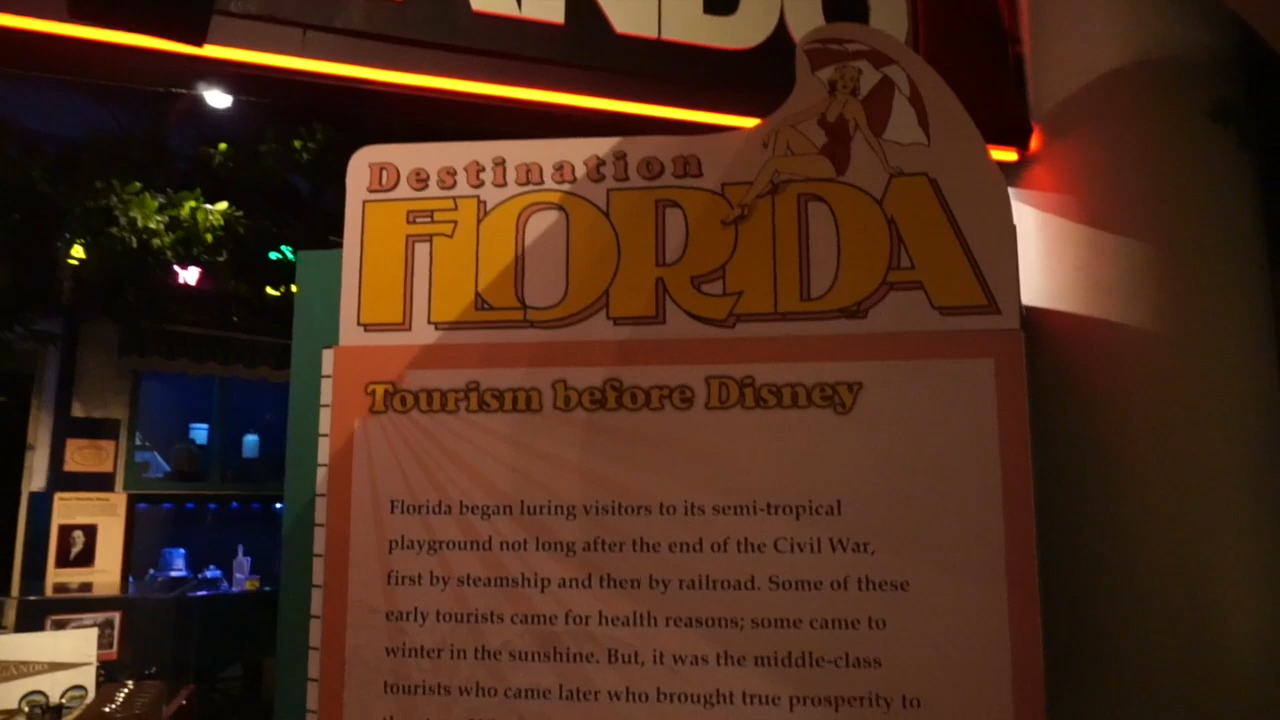 ANDO
Destination
FLORIDA
Tourism before Disney
Florida began luring visitors to its semi-tropical
playground not long after the end of the Civil War,
first by steamship and then by railroad. Some of these
early tourists came for health reasons; some came to
winter in the sunshine. But, it was the middle-class
tourists who came later who brought true prosperity to
LANDO